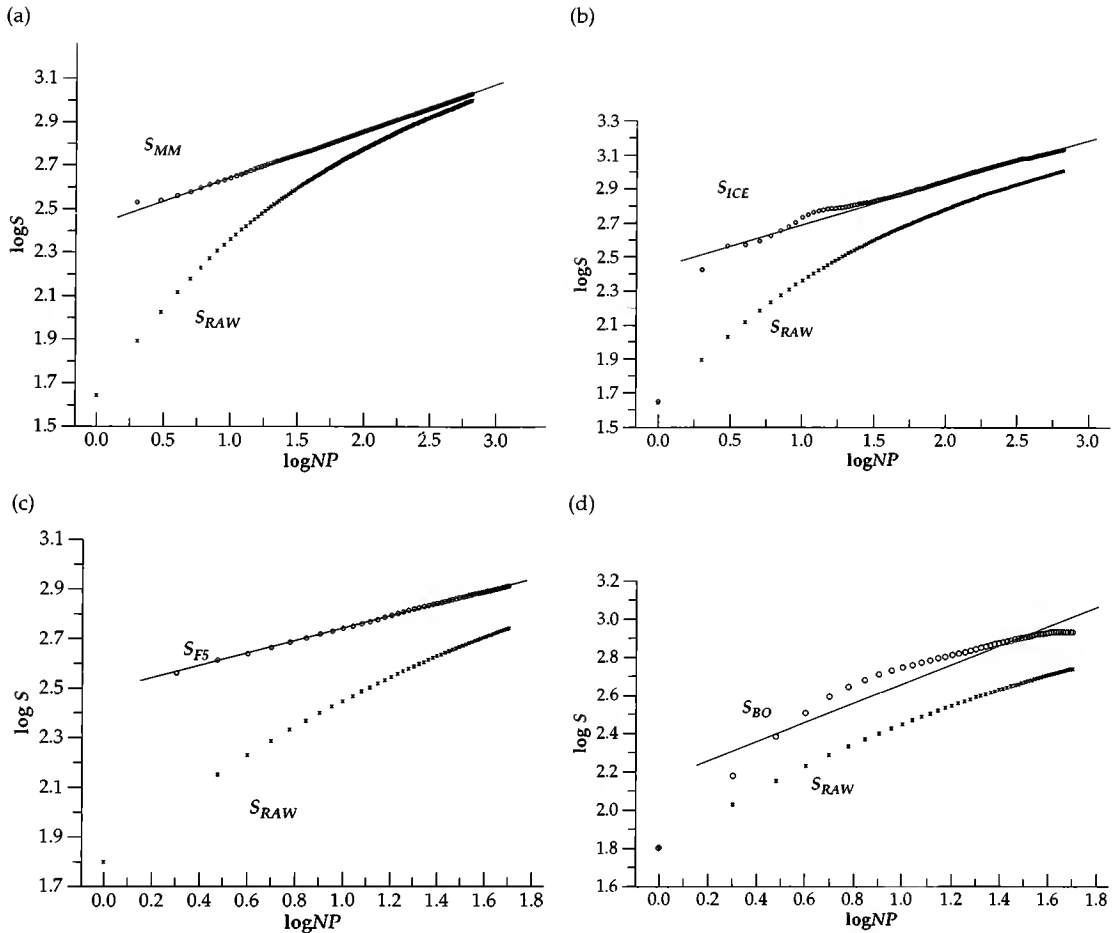 (a)
3.1
2.9
2.7
2.5
2.3
2.1
1.9
1.7
1.5
logS
S_MM
S_RAW
0.0 0.5 1.0 1.5 2.0 2.5 3.0
logNP
(b)
3.3
3.1
2.9
2.7
2.5
2.3
2.1
1.9
1.7
1.5
logS
S_ICE
S_RAW
0.0 0.5 1.0 1.5 2.0 2.5 3.0
logNP
(c)
3.1
2.9
2.7
2.5
2.3
2.1
1.9
1.7
log S
S_F5
S_RAW
0.0 0.2 0.4 0.6 0.8 1.0 1.2 1.4 1.6 1.8
logNP
(d)
3.2
3.0
2.8
2.6
2.4
2.2
2.0
1.8
1.6
log S
S_BO
S_RAW
0.0 0.2 0.4 0.6 0.8 1.0 1.2 1.4 1.6 1.8
logNP